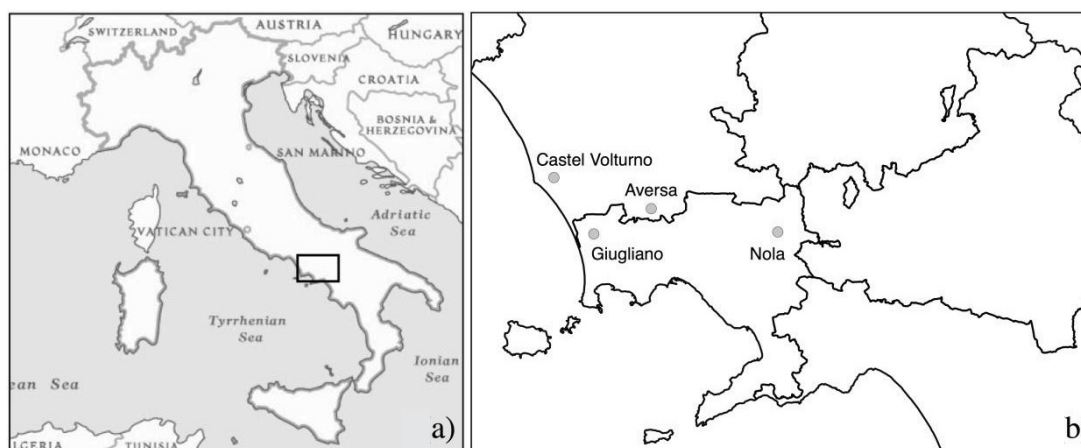 SWITZERLAND
AUSTRIA
HUNGARY
SLOVENIA
CROATIA
BOSNIA &
HERZEGOVINA
MONACO
SAN MARINO
VATICAN CITY
Adriatic
Sea
Tyrrhenian
Sea
Ionian
Sea
ean Sea
LGERIA
TUNISIA
a)
Castel Volturno
Aversa
Giugliano
Nola
b)